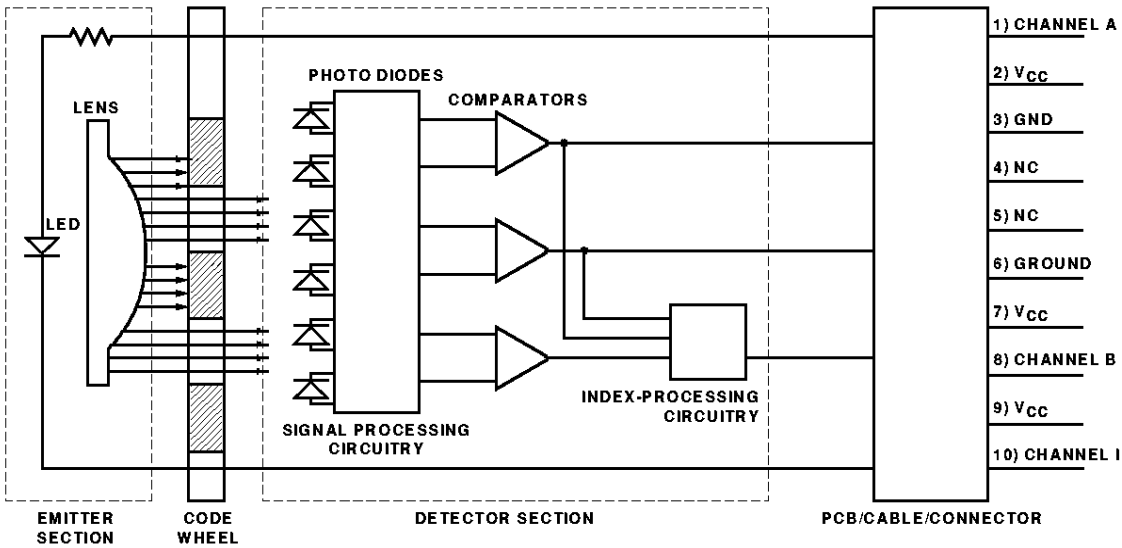 1) CHANNEL A
PHOTO DIODES
2) VCC
COMPARATORS
LENS
3) GND
4) NC
LED
5) NC
6) GROUND
7) VCC
8) CHANNEL B
INDEX-PROCESSING
CIRCUITRY
9) VCC
SIGNAL PROCESSING
CIRCUITRY
10) CHANNEL I
EMITTER
SECTION
CODE
WHEEL
DETECTOR SECTION
PCB/CABLE/CONNECTOR